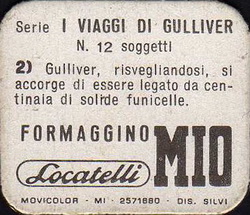 Serie I VIAGGI DI GULLIVER
N. 12 soggetti
2) Gulliver, risvegliandosi, si
accorge di essere legato da cen-
tinaia di solide funicelle.
FORMAGGINO MIO
Locatelli
MOVICOLOR - MI - 2571680 - DIS. SILVI